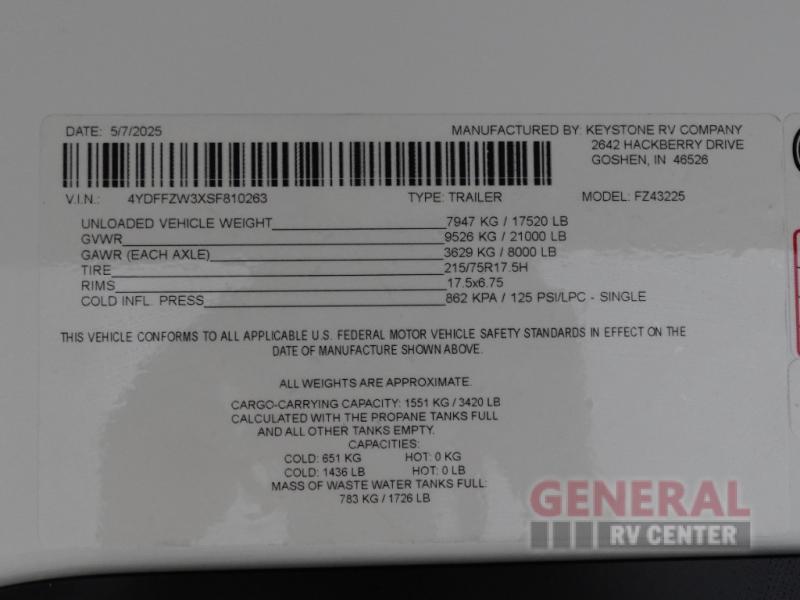 DATE: 5/7/2025
MANUFACTURED BY: KEYSTONE RV COMPANY
2642 HACKBERRY DRIVE
GOSHEN, IN 46526
V.I.N.: 4YDFFZW3XSF810263 TYPE: TRAILER MODEL: FZ43225
UNLOADED VEHICLE WEIGHT 7947 KG / 17520 LB
GVWR 9526 KG / 21000 LB
GAWR (EACH AXLE) 3629 KG / 8000 LB
TIRE 215/75R17.5H
RIMS 17.5x6.75
COLD INFL. PRESS 862 KPA / 125 PSI/LPC - SINGLE
THIS VEHICLE CONFORMS TO ALL APPLICABLE U.S. FEDERAL MOTOR VEHICLE SAFETY STANDARDS IN EFFECT ON THE
DATE OF MANUFACTURE SHOWN ABOVE.
ALL WEIGHTS ARE APPROXIMATE.
CARGO-CARRYING CAPACITY: 1551 KG / 3420 LB
CALCULATED WITH THE PROPANE TANKS FULL
AND ALL OTHER TANKS EMPTY.
CAPACITIES:
COLD: 651 KG HOT: 0 KG
COLD: 1436 LB HOT: 0 LB
MASS OF WASTE WATER TANKS FULL:
783 KG / 1726 LB
GENERAL
RV CENTER